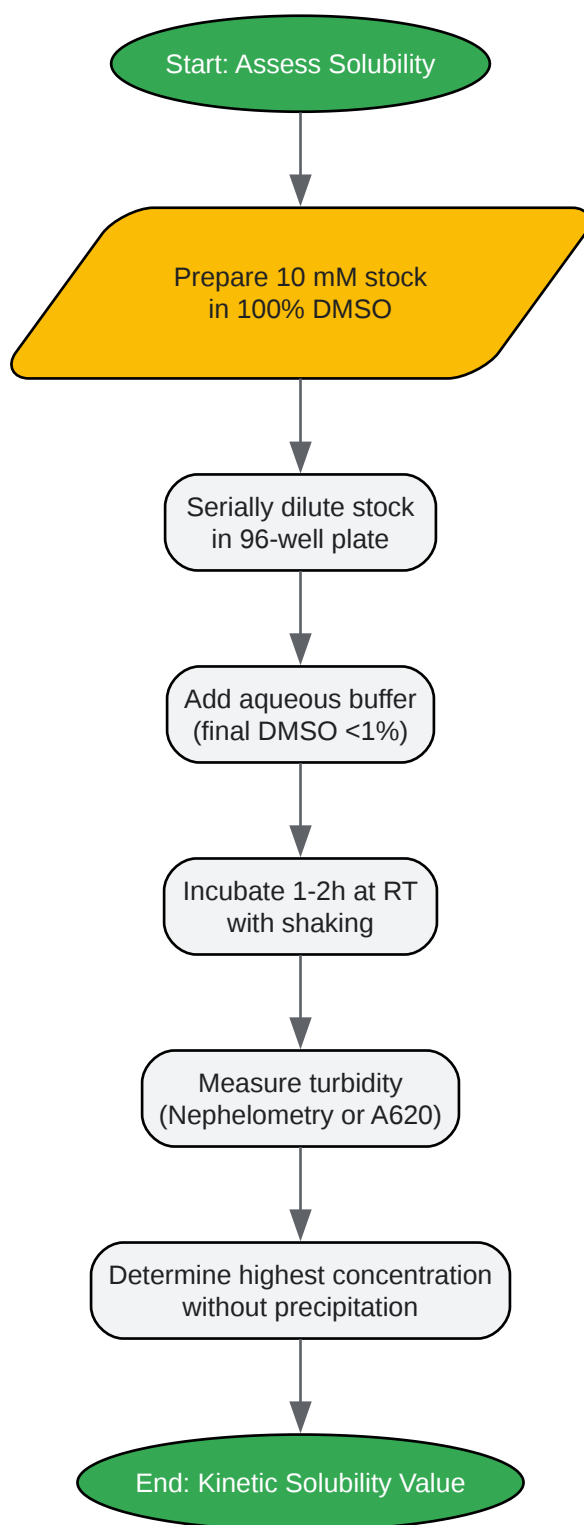 Start: Assess Solubility
Prepare 10 mM stock
in 100% DMSO
Serially dilute stock
in 96-well plate
Add aqueous buffer
(final DMSO <1%)
Incubate 1-2h at RT
with shaking
Measure turbidity
(Nephelometry or A620)
Determine highest concentration
without precipitation
End: Kinetic Solubility Value